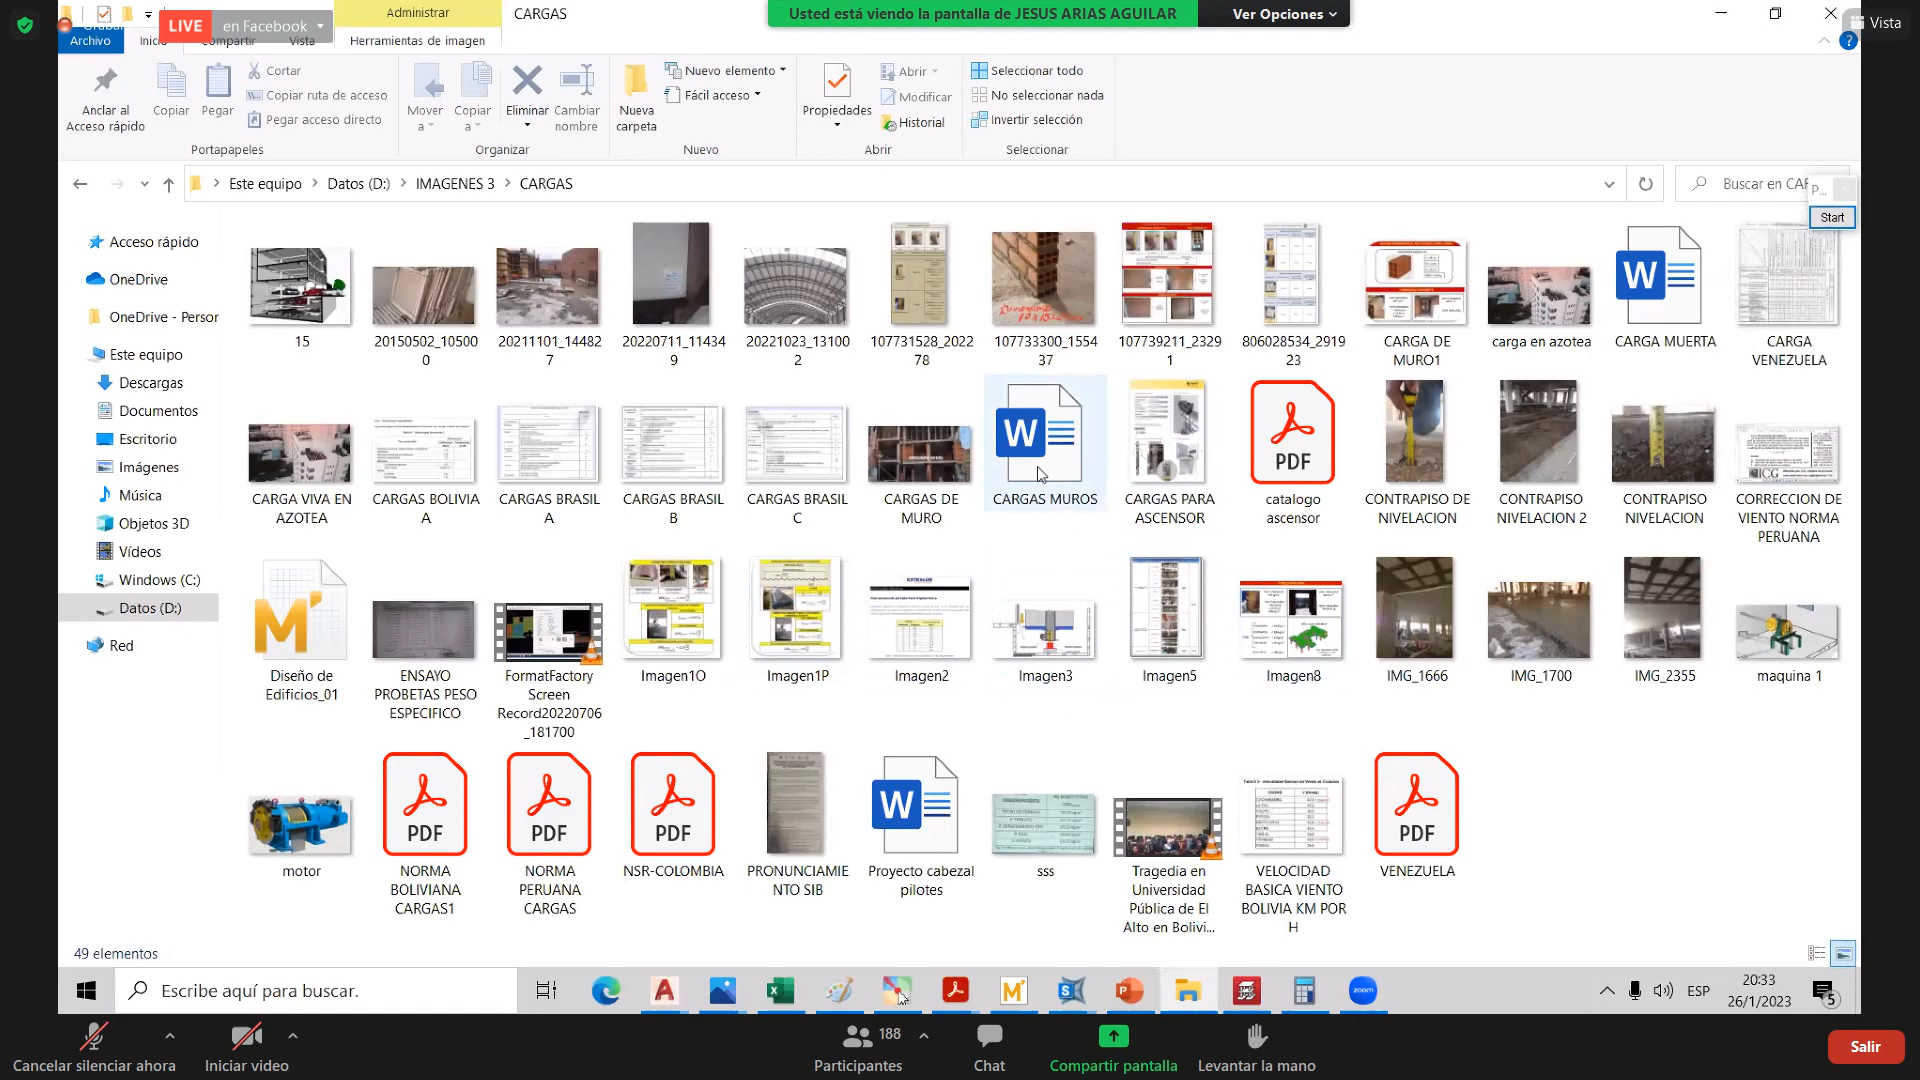 LIVE en Facebook
Administrar
CARGAS
Usted está viendo la pantalla de JESUS ARIAS AGUILAR
Ver Opciones
Vista
Archivo
Vista
Herramientas de imagen
Anclar al
Acceso rápido
Copiar
Pegar
Cortar
Copiar ruta de acceso
Pegar acceso directo
Portapapeles
Mover
a
Copiar
a
Eliminar
Cambiar
nombre
Organizar
Nueva
carpeta
Nuevo elemento
Fácil acceso
Nuevo
Propiedades
Abrir
Modificar
Historial
Abrir
Seleccionar todo
No seleccionar nada
Invertir selección
Seleccionar
Este equipo > Datos (D:) > IMAGENES 3 > CARGAS
Buscar en CAR
P...
Start
Acceso rápido
OneDrive
OneDrive - Person
Este equipo
Descargas
Documentos
Escritorio
Imágenes
Música
Objetos 3D
Vídeos
Windows (C:)
Datos (D:)
Red
15
20150502_10500
0
20211101_14482
7
20220711_11434
9
20221023_13100
2
107731528_2022
78
107733300_1554
37
107739211_2329
1
806028534_2919
23
CARGA DE
MURO1
carga en azotea
CARGA MUERTA
CARGA
VENEZUELA
CARGA VIVA EN
AZOTEA
CARGAS BOLIVIA
A
CARGAS BRASIL
A
CARGAS BRASIL
B
CARGAS BRASIL
C
CARGAS DE
MURO
CARGAS MUROS
CARGAS PARA
ASCENSOR
PDF
catalogo
ascensor
CONTRAPISO DE
NIVELACION
CONTRAPISO
NIVELACION 2
CONTRAPISO
NIVELACION
CORRECCION DE
VIENTO NORMA
PERUANA
Diseño de
Edificios_01
ENSAYO
PROBETAS PESO
ESPECIFICO
FormatFactory
Screen
Record20220706
_181700
Imagen1O
Imagen1P
Imagen2
Imagen3
Imagen5
Imagen8
IMG_1666
IMG_1700
IMG_2355
maquina 1
motor
PDF
NORMA
BOLIVIANA
CARGAS1
PDF
NORMA
PERUANA
CARGAS
PDF
NSR-COLOMBIA
PRONUNCIAMIE
NTO SIB
Proyecto cabezal
pilotes
sss
Tragedia en
Universidad
Pública de El
Alto en Bolivi...
VELOCIDAD
BASICA VIENTO
BOLIVIA KM POR
H
PDF
VENEZUELA
49 elementos
Escribe aquí para buscar.
zoom
ESP
20:33
26/1/2023
5
Cancelar silenciar ahora
Iniciar video
188
Participantes
Chat
Compartir pantalla
Levantar la mano
Salir